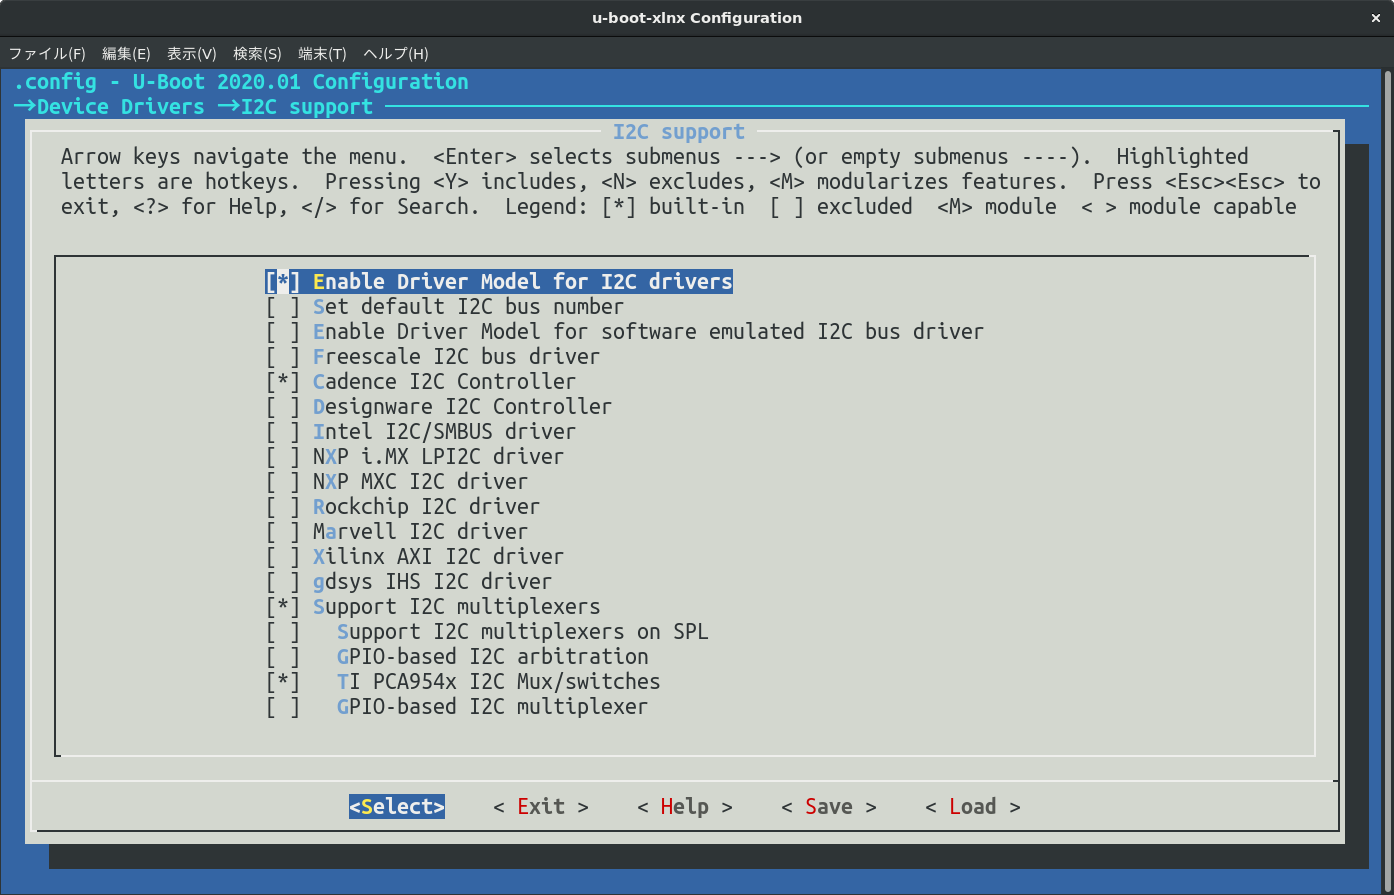 u-boot-xlnx Configuration ×
ファイル(F) 編集(E) 表示(V) 検索(S) 端末(T) ヘルプ(H)
.config - U-Boot 2020.01 Configuration
→Device Drivers →I2C support
I2C support
Arrow keys navigate the menu.  <Enter> selects submenus ---> (or empty submenus ----).  Highlighted
letters are hotkeys.  Pressing <Y> includes, <N> excludes, <M> modularizes features.  Press <Esc><Esc> to
exit, <?> for Help, </> for Search.  Legend: [*] built-in  [ ] excluded  <M> module  < > module capable
[*] Enable Driver Model for I2C drivers
[ ] Set default I2C bus number
[ ] Enable Driver Model for software emulated I2C bus driver
[ ] Freescale I2C bus driver
[*] Cadence I2C Controller
[ ] Designware I2C Controller
[ ] Intel I2C/SMBUS driver
[ ] NXP i.MX LPI2C driver
[ ] NXP MXC I2C driver
[ ] Rockchip I2C driver
[ ] Marvell I2C driver
[ ] Xilinx AXI I2C driver
[ ] gdsys IHS I2C driver
[*] Support I2C multiplexers
[ ]   Support I2C multiplexers on SPL
[ ]   GPIO-based I2C arbitration
[*]   TI PCA954x I2C Mux/switches
[ ]   GPIO-based I2C multiplexer
<Select>    < Exit >    < Help >    < Save >    < Load >